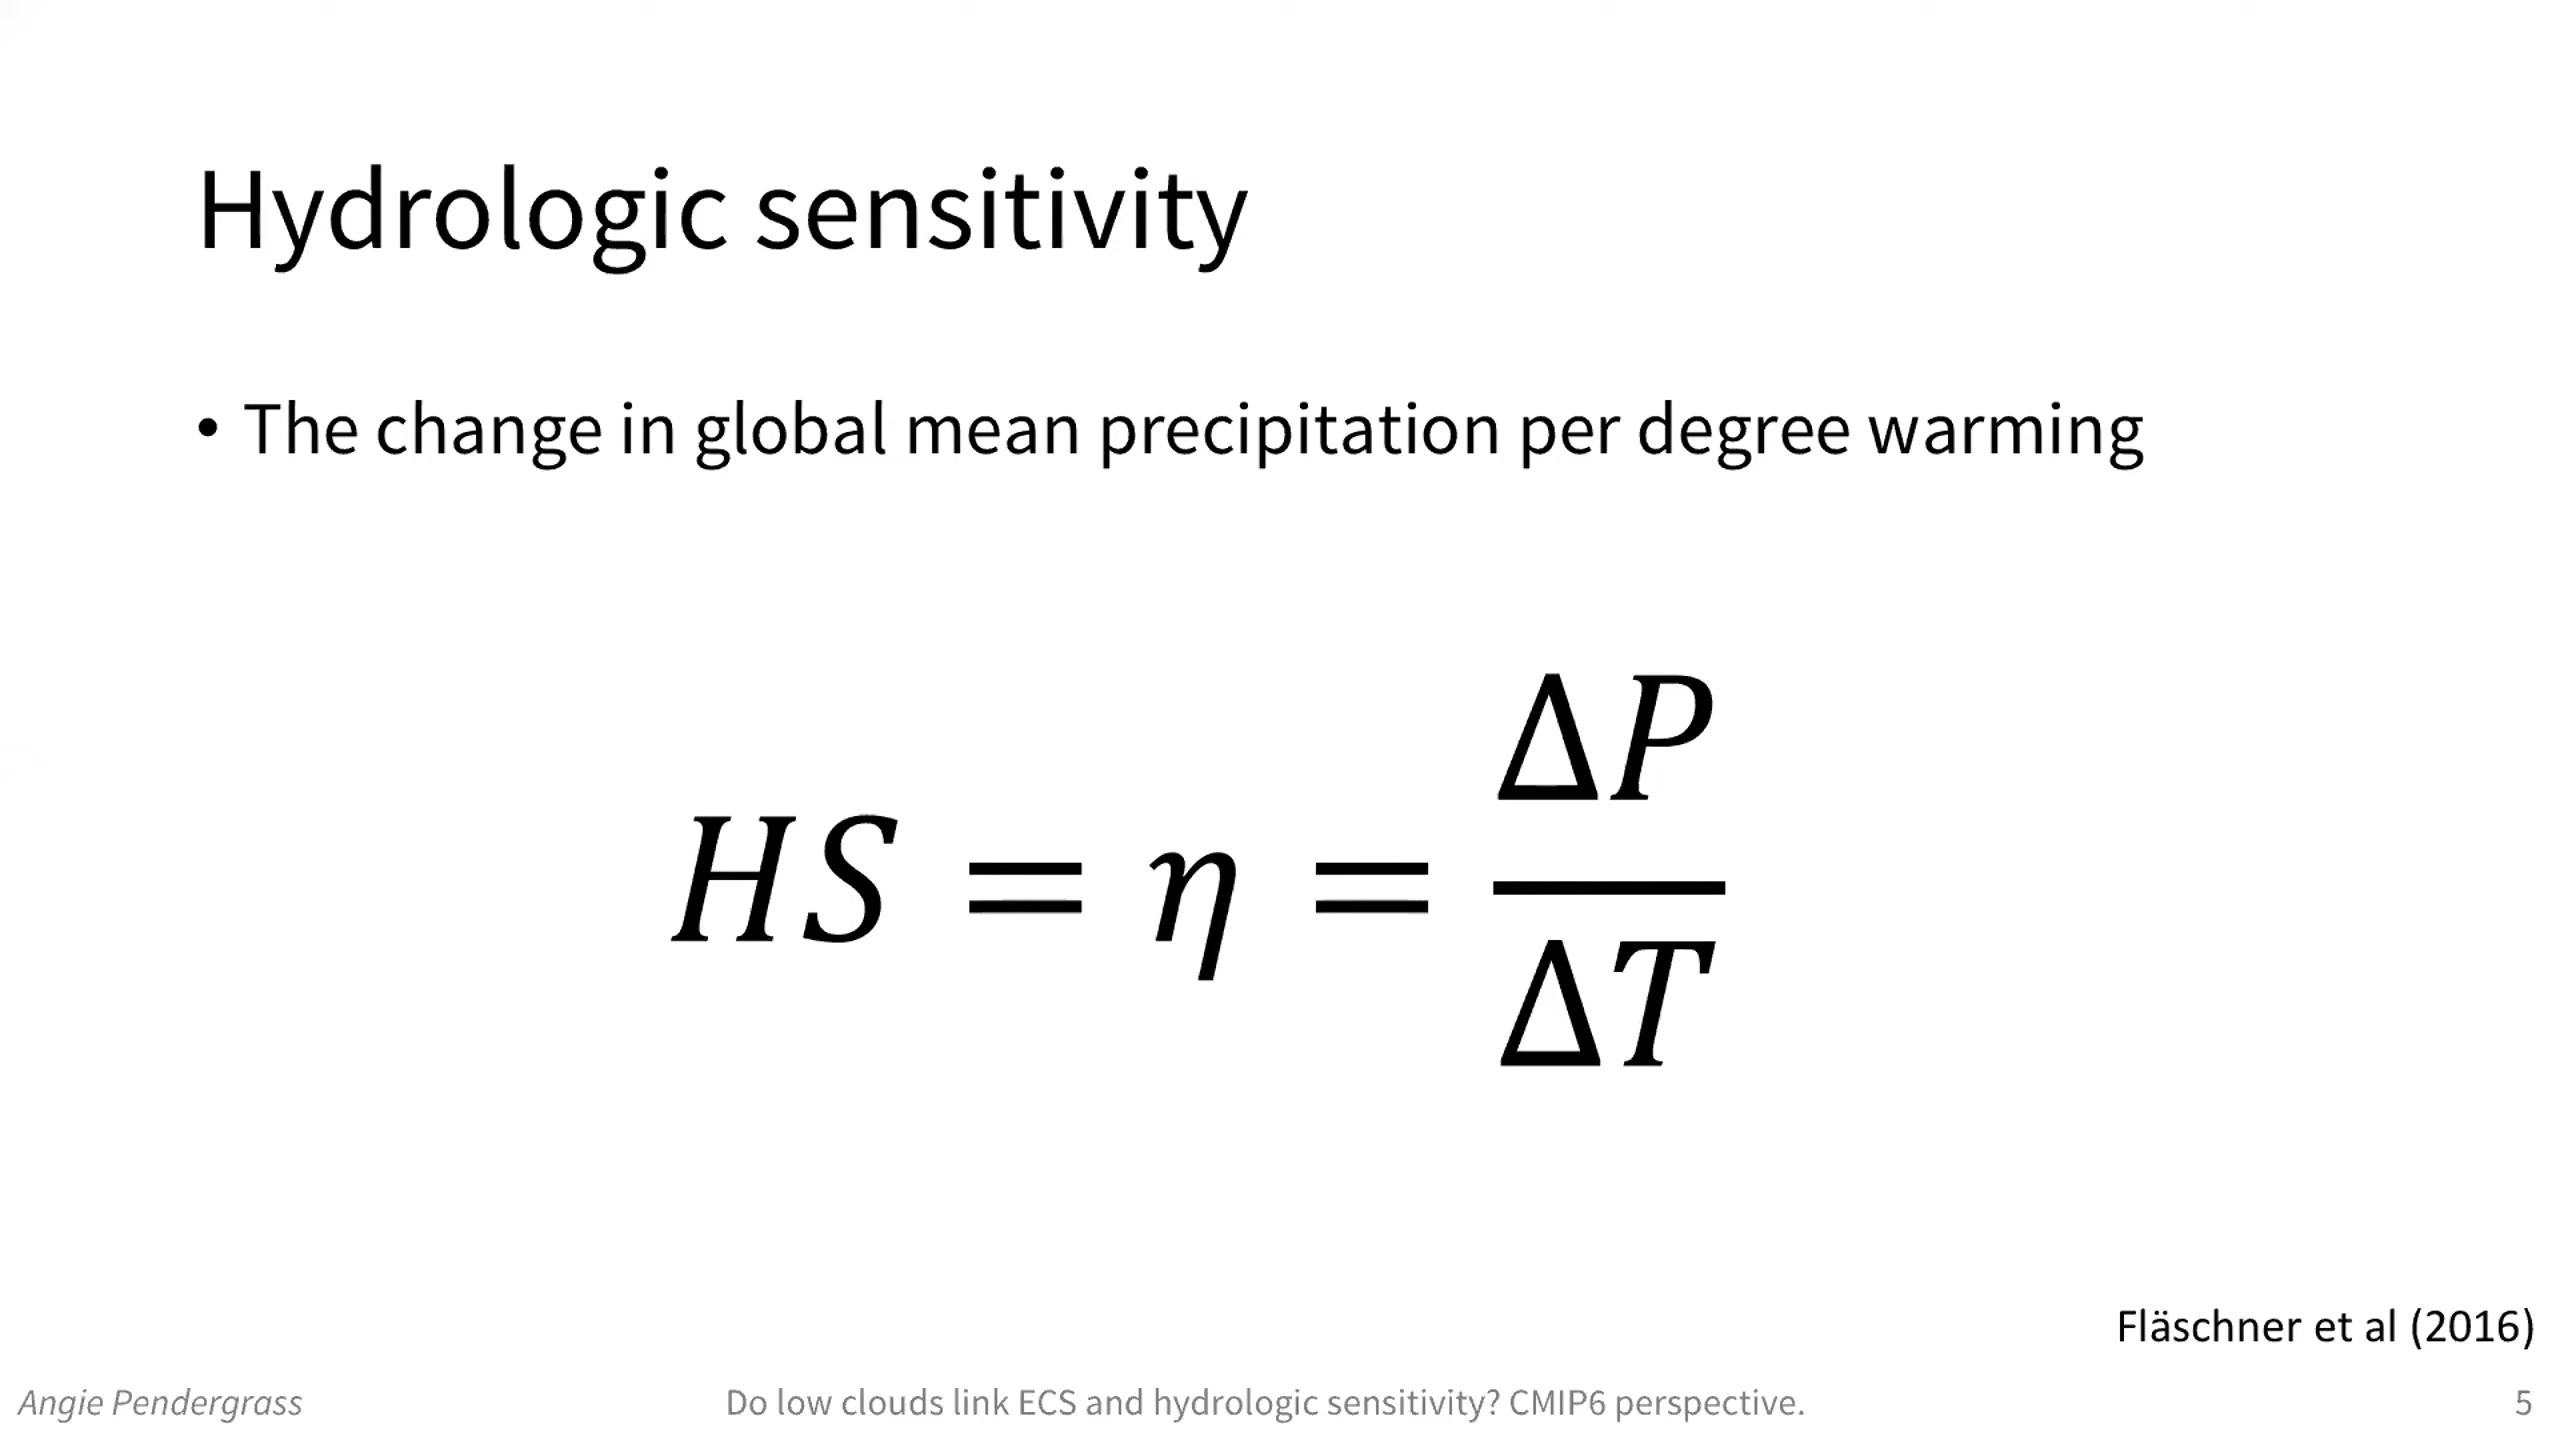 Hydrologic sensitivity
• The change in global mean precipitation per degree warming
HS = η = ΔP / ΔT
Fläschner et al (2016)
Angie Pendergrass
Do low clouds link ECS and hydrologic sensitivity? CMIP6 perspective.
5